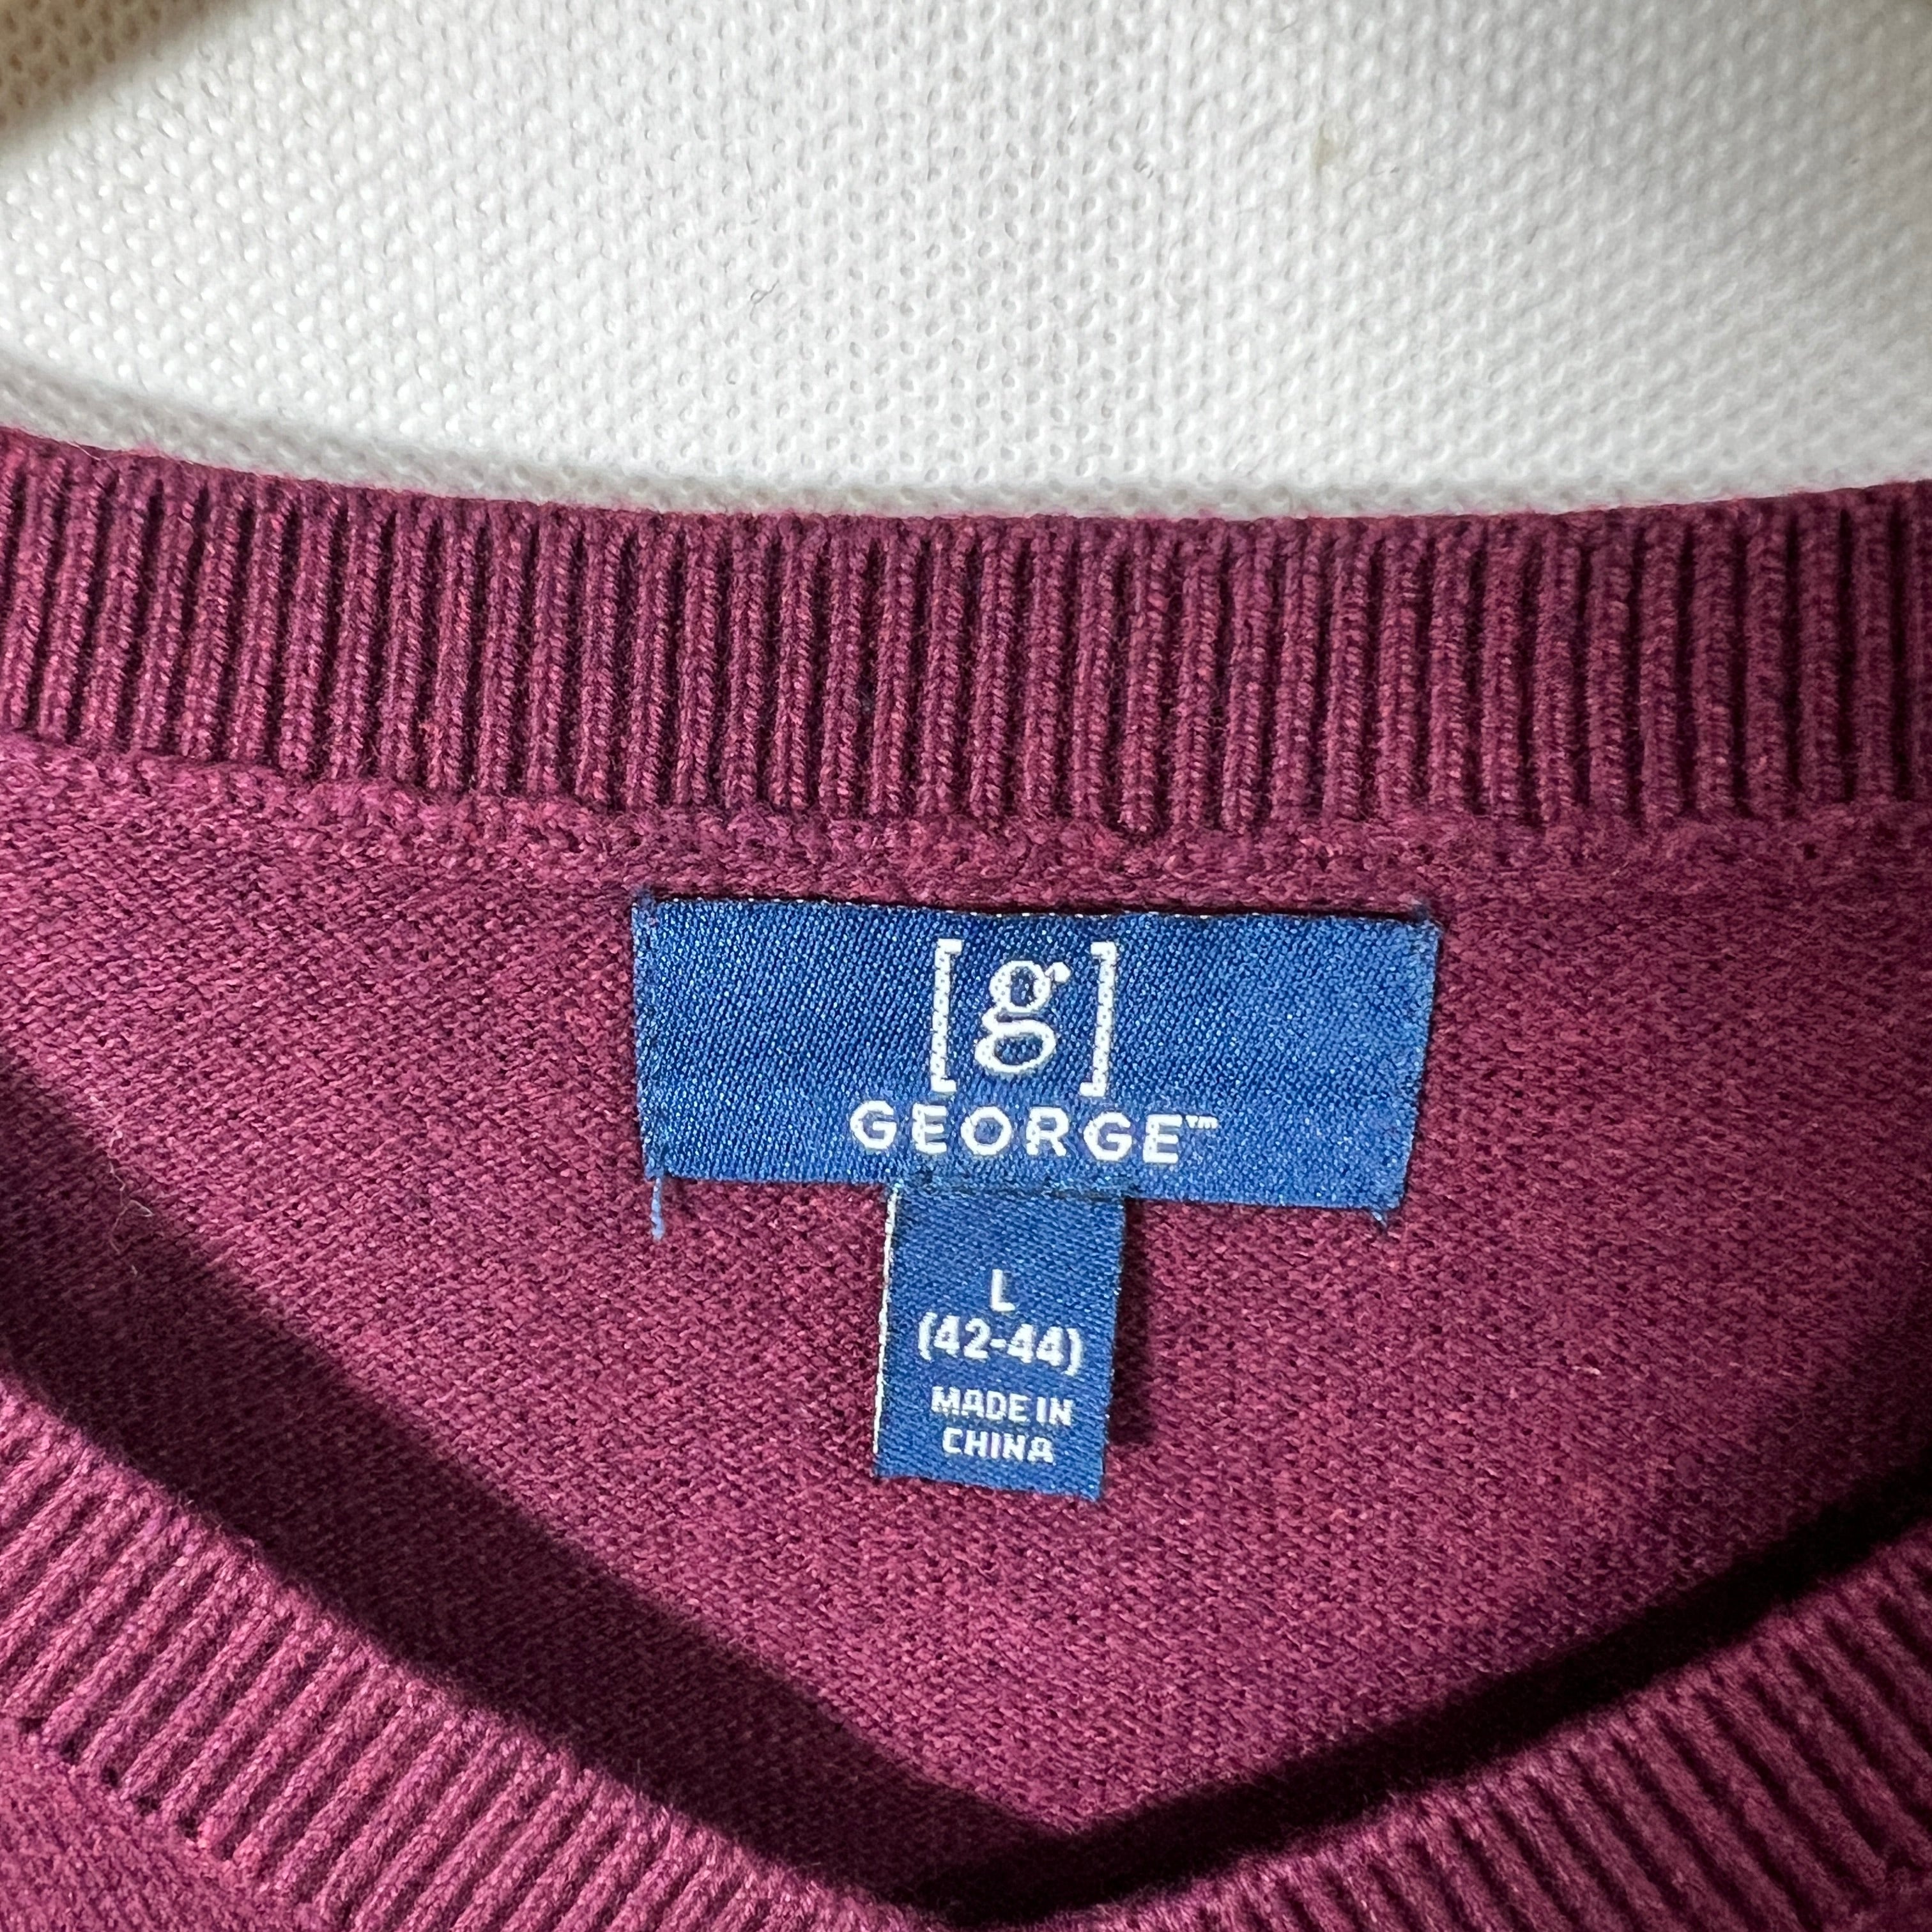 [g]
GEORGE™
L
(42-44)
MADE IN
CHINA